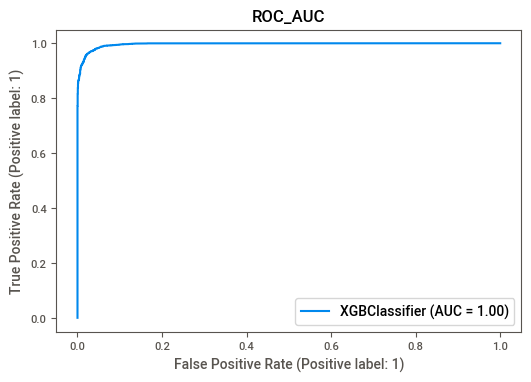 ROC_AUC
True Positive Rate (Positive label: 1)
1.0
0.8
0.6
0.4
0.2
0.0
XGBClassifier (AUC = 1.00)
0.0 0.2 0.4 0.6 0.8 1.0
False Positive Rate (Positive label: 1)